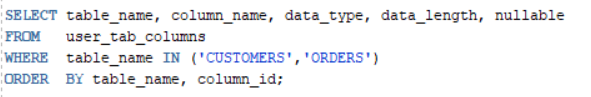 SELECT table_name, column_name, data_type, data_length, nullable
FROM   user_tab_columns
WHERE  table_name IN ('CUSTOMERS','ORDERS')
ORDER  BY table_name, column_id;